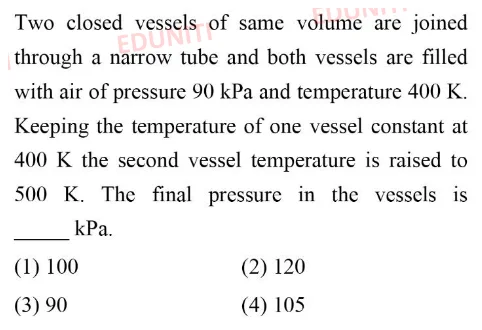 Two closed vessels of same volume are joined
through a narrow tube and both vessels are filled
with air of pressure 90 kPa and temperature 400 K.
Keeping the temperature of one vessel constant at
400 K the second vessel temperature is raised to
500 K. The final pressure in the vessels is
______ kPa.
(1) 100 (2) 120
(3) 90 (4) 105
EDUNITI